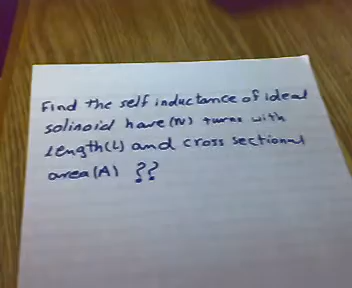 Find the self inductance of ideal
solinoid have (N) turns with
Length(L) and cross sectional
area (A) ??